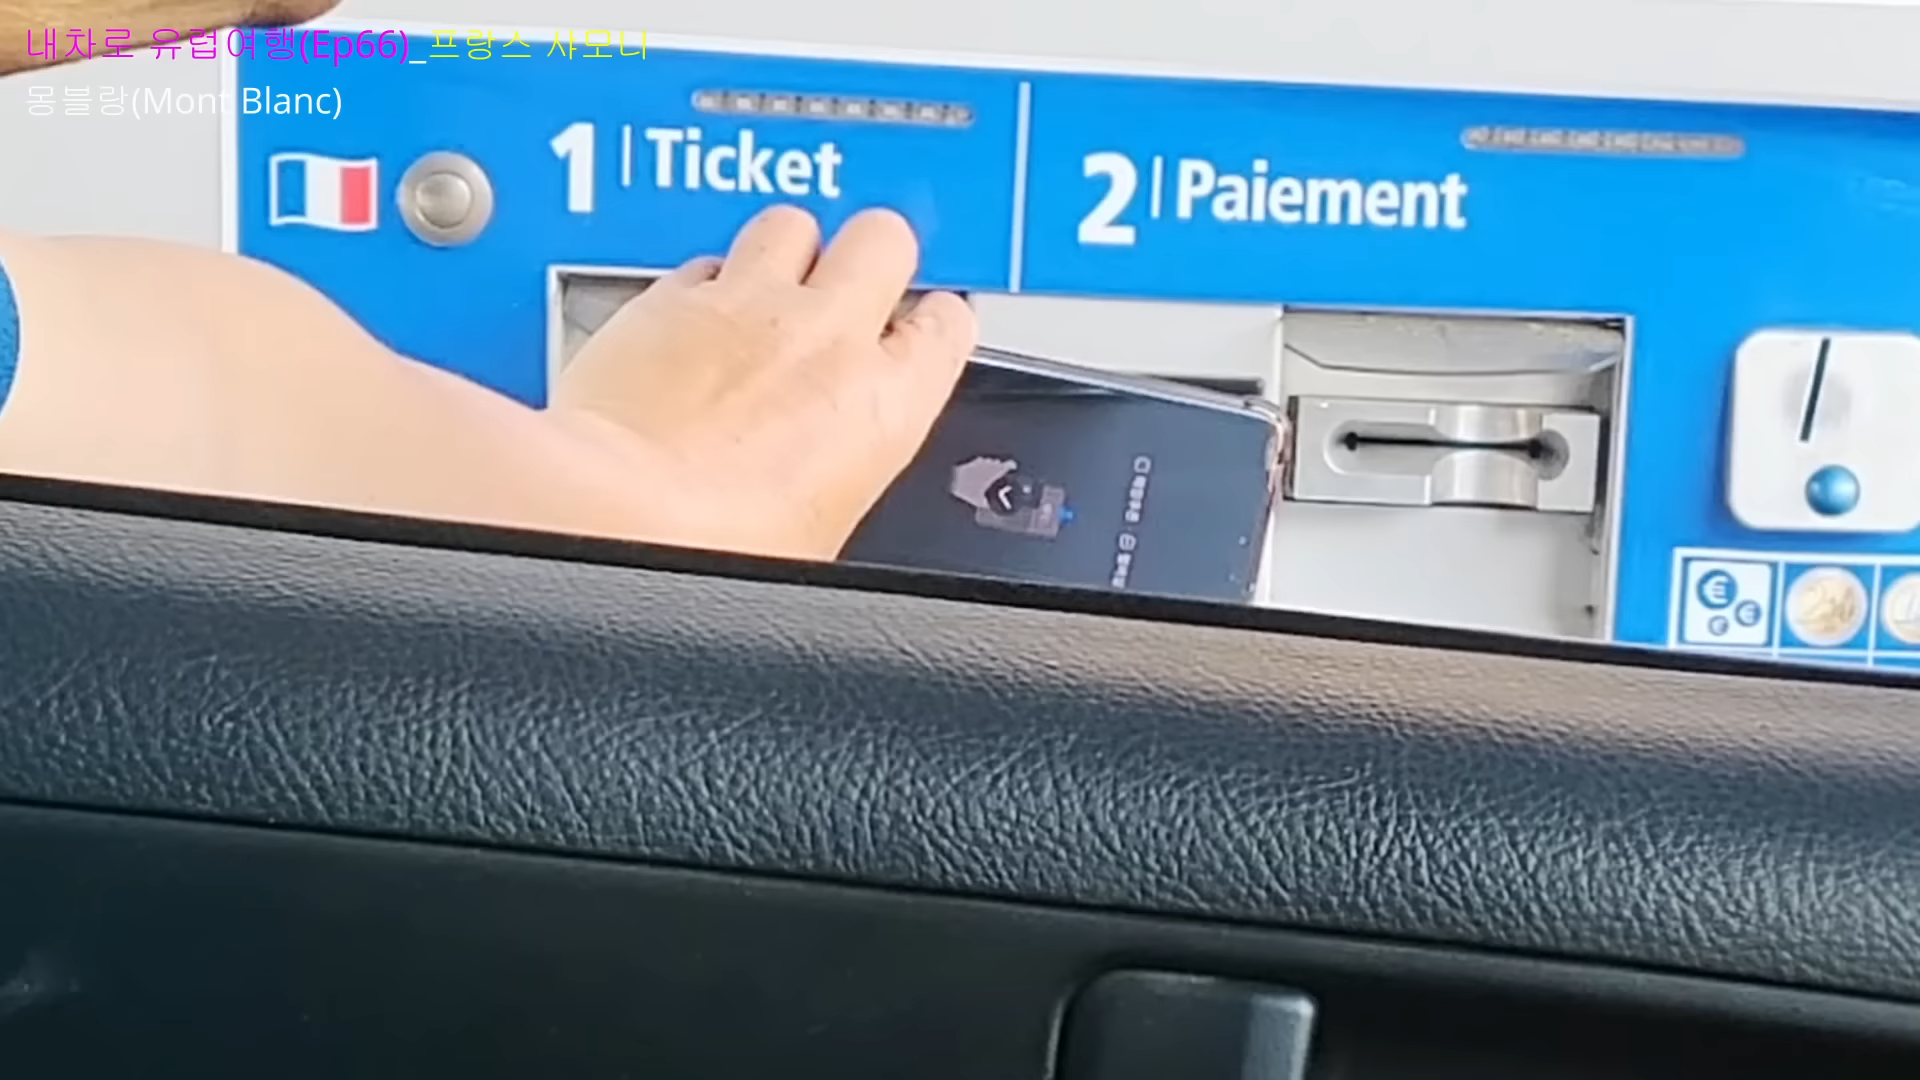 내차로 유럽여행(Ep66)_프랑스 샤모니
몽블랑(Mont Blanc)
1 | Ticket
2 | Paiement